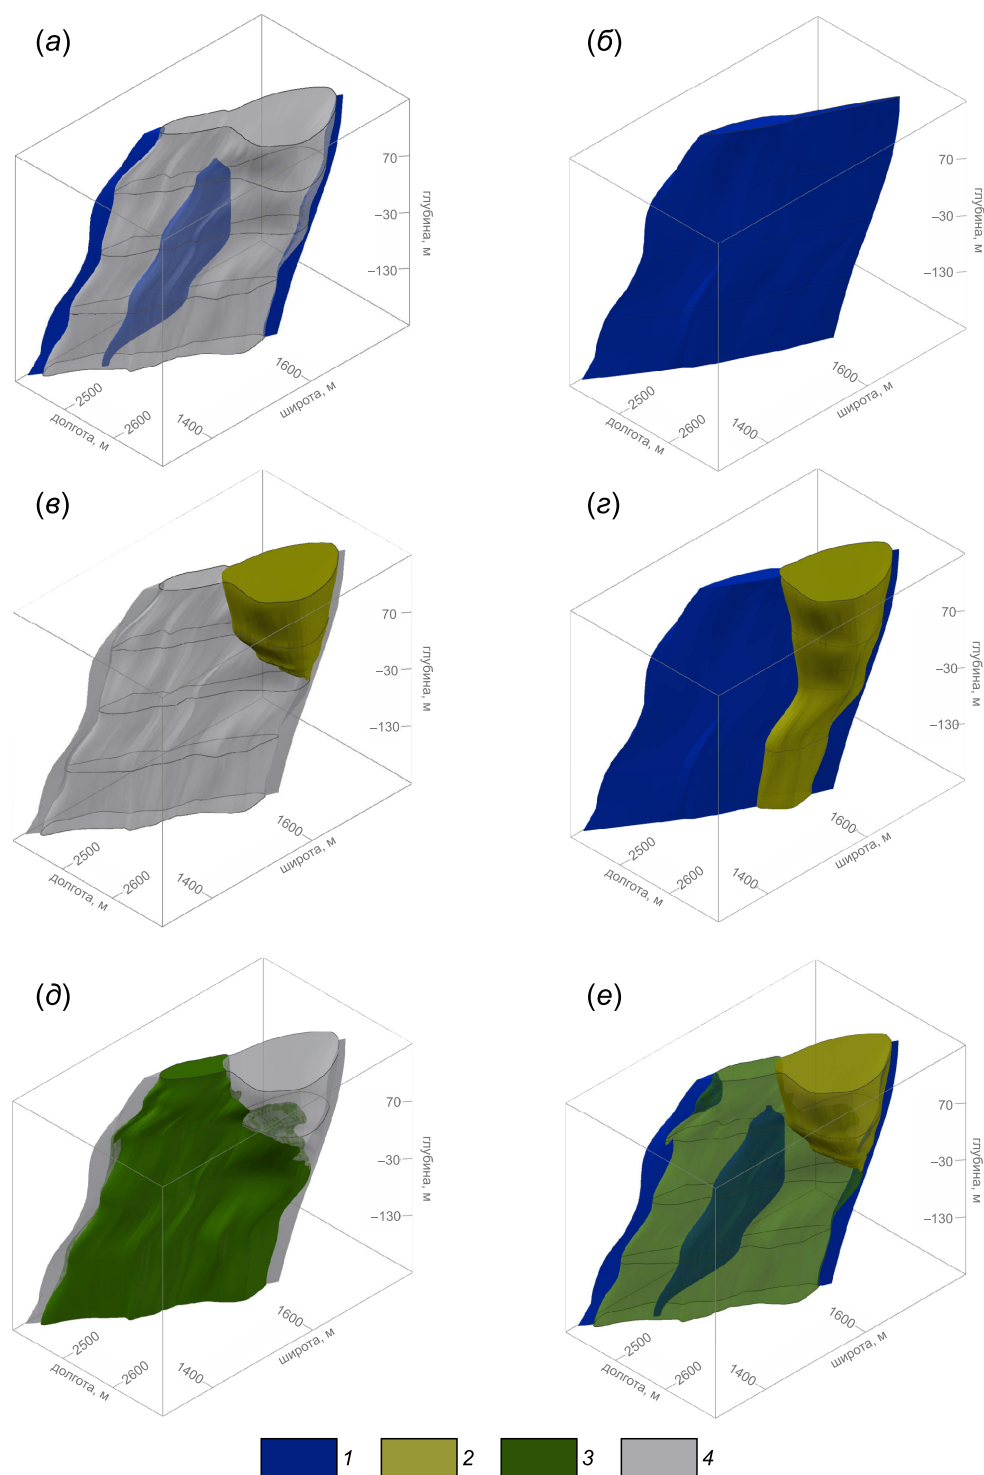 (а)
70
–30
–130
глубина, м
1600
широта, м
1400
2500
2600
долгота, м
(б)
70
–30
–130
глубина, м
1600
широта, м
1400
2500
2600
долгота, м
(в)
70
–30
–130
глубина, м
1600
широта, м
1400
2500
2600
долгота, м
(г)
70
–30
–130
глубина, м
1600
широта, м
1400
2500
2600
долгота, м
(д)
70
–30
–130
глубина, м
1600
широта, м
1400
2500
2600
долгота, м
(е)
70
–30
–130
глубина, м
1600
широта, м
1400
2500
2600
долгота, м
1 2 3 4